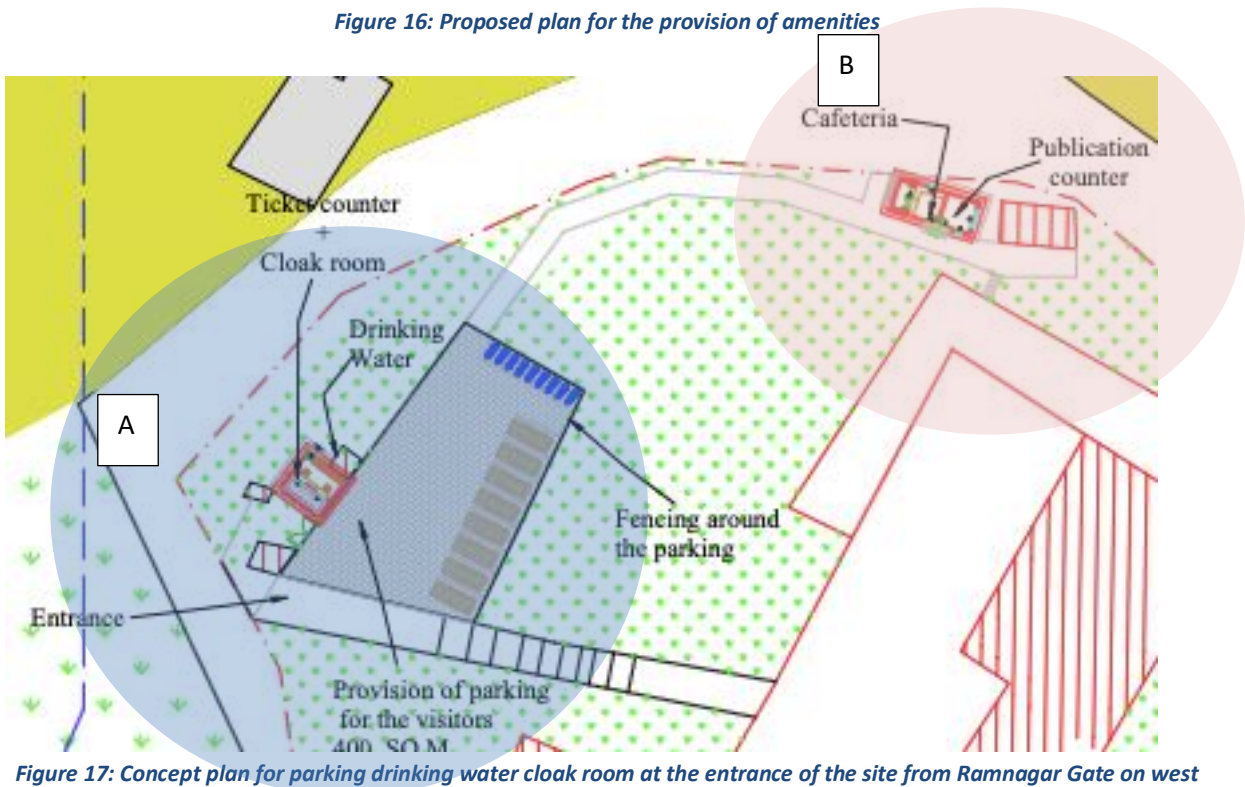 Figure 16: Proposed plan for the provision of amenities
B
Cafeteria
Publication
counter
Ticket counter
+
Cloak room
Drinking
Water
A
Fencing around
the parking
Entrance
Provision of parking
for the visitors
400 SQ.M.
Figure 17: Concept plan for parking drinking water cloak room at the entrance of the site from Ramnagar Gate on west